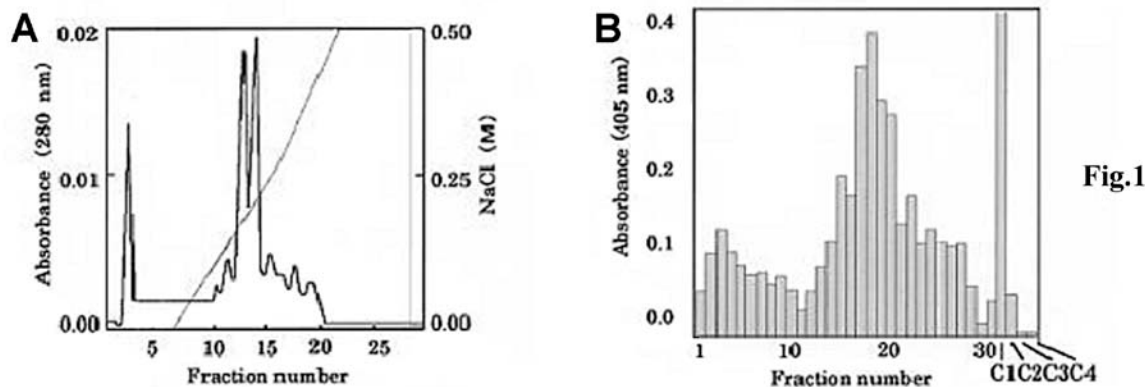 A
0.02
0.01
0.00
Absorbance (280 nm)
0.50
0.25
0.00
NaCl (M)
5 10 15 20 25
Fraction number
B
0.4
0.3
0.2
0.1
0.0
Absorbance (405 nm)
1 10 20 30 C1C2C3C4
Fraction number
Fig.1